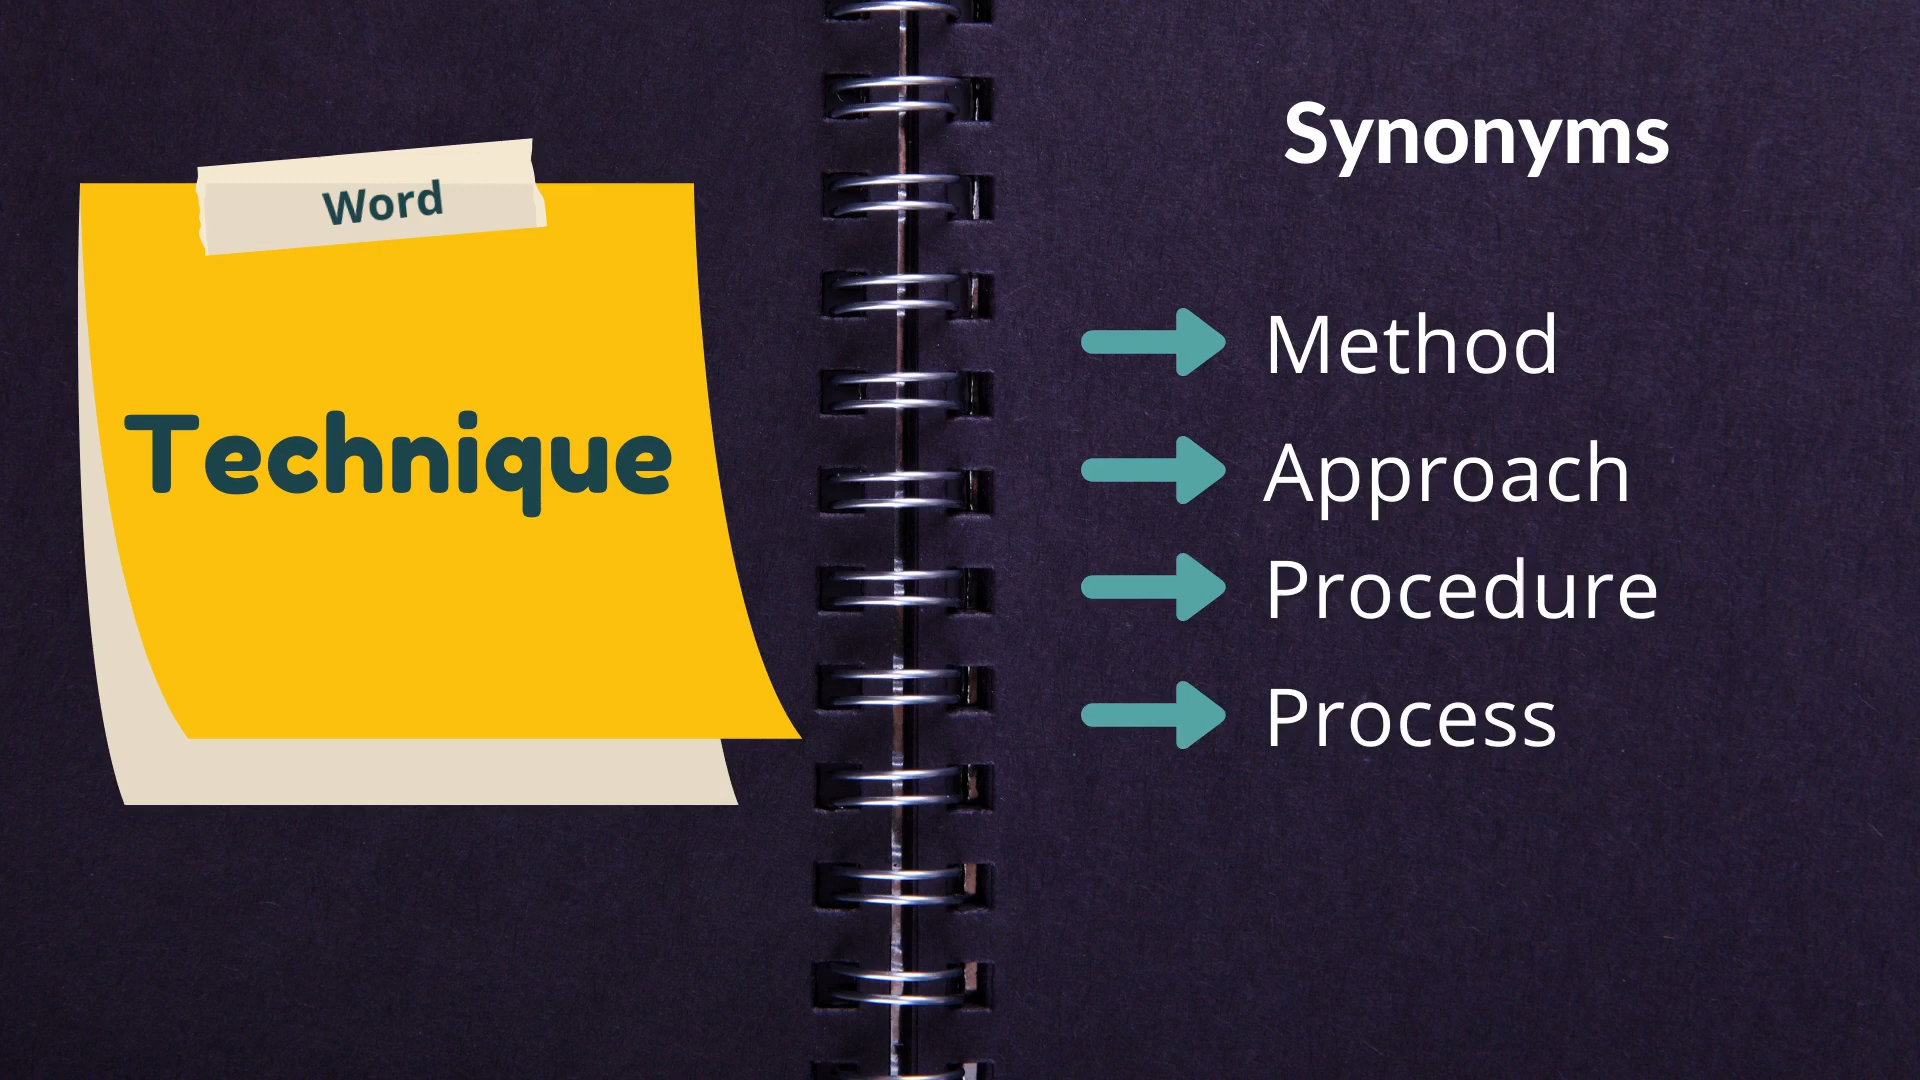 Word
Technique
Synonyms
Method
Approach
Procedure
Process